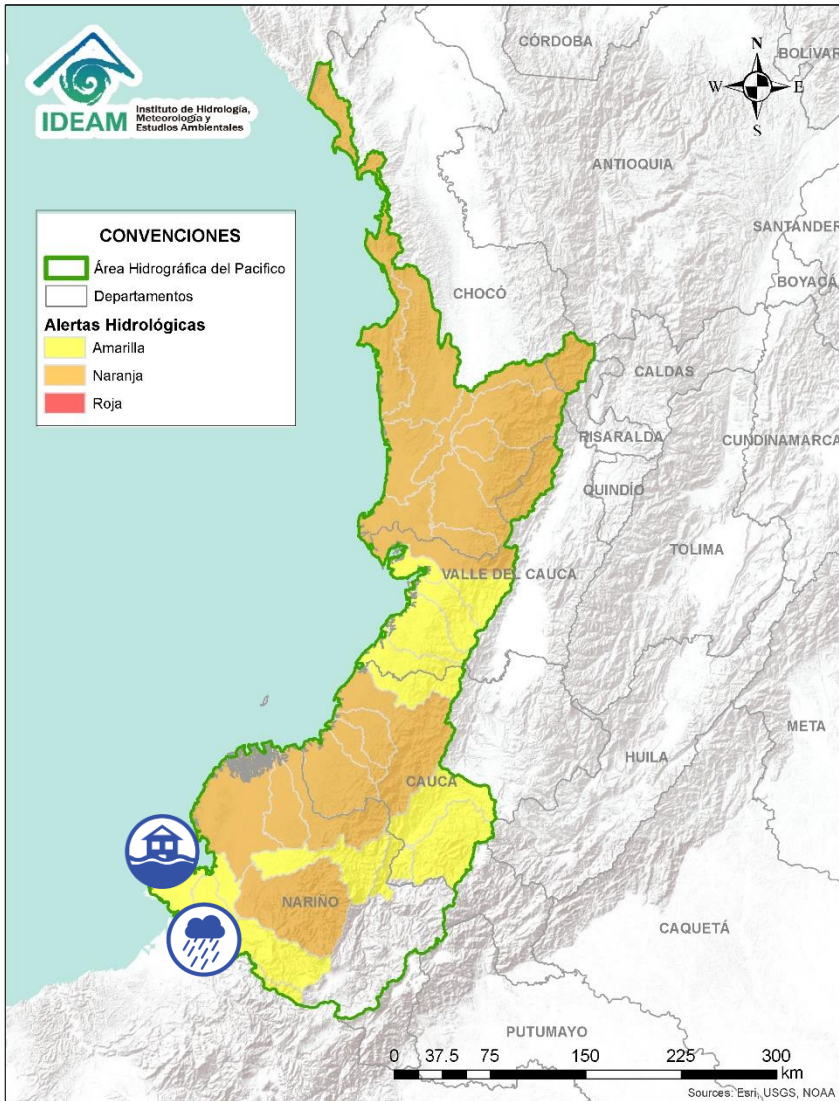 IDEAM
Instituto de Hidrología,
Meteorología y
Estudios Ambientales
N
W E
S
CONVENCIONES
Área Hidrográfica del Pacifico
Departamentos
Alertas Hidrológicas
Amarilla
Naranja
Roja
CÓRDOBA
BOLÍVAR
ANTIOQUIA
SANTANDER
BOYACÁ
CHOCÓ
CALDAS
RISARALDA
CUNDINAMARCA
QUINDÍO
TOLIMA
VALLE DEL CAUCA
META
HUILA
CAUCA
NARIÑO
CAQUETÁ
PUTUMAYO
0 37.5 75 150 225 300
km
Sources: Esri, USGS, NOAA